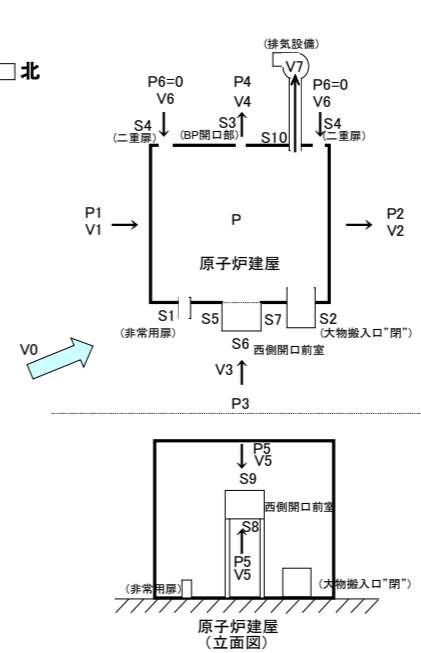 北
(排気設備)
V7
P6=0
V6
P4
V4
P6=0
V6
S4
(二重扉)
S3
(BP開口部)
S10
S4
(二重扉)
P1
V1
P
P2
V2
原子炉建屋
S1
(非常用扉)
S5
S7
S2
(大物搬入口"閉")
S6
西側開口前室
V0
V3
P3
P5
V5
S9
西側開口前室
S8
P5
V5
(非常用扉)
(大物搬入口"閉")
原子炉建屋
(立面図)